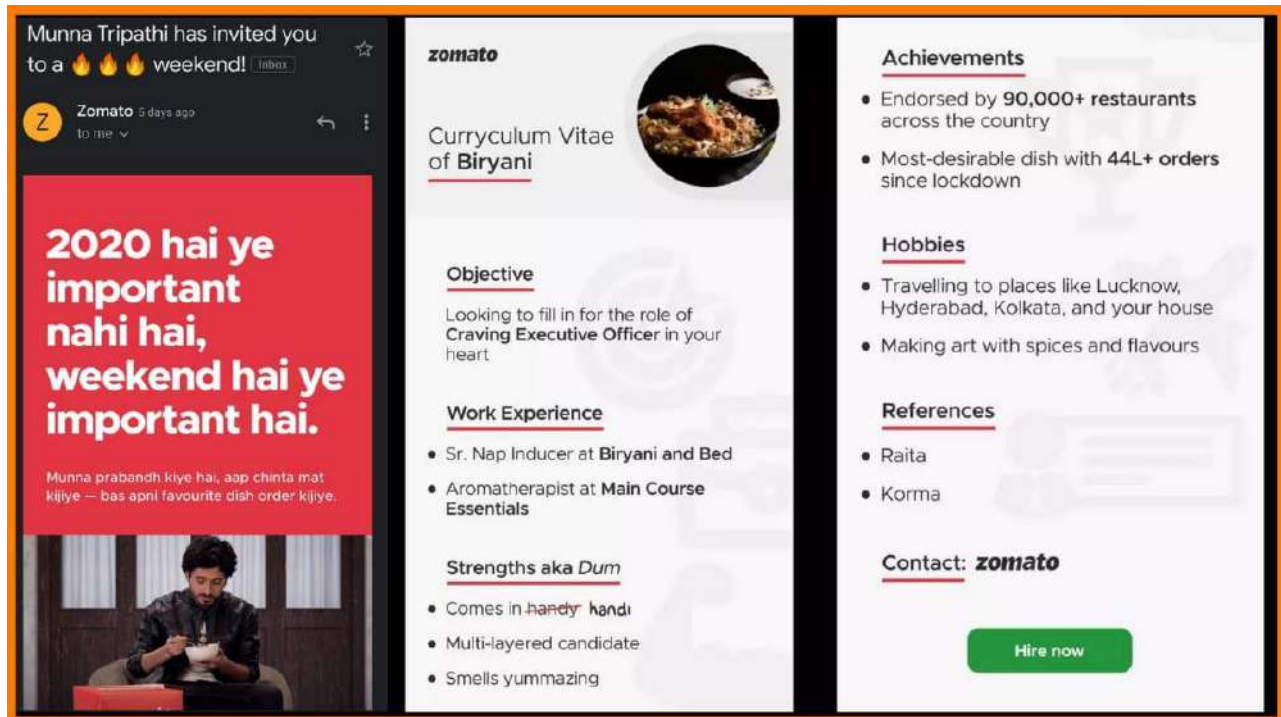 Munna Tripathi has invited you
to a 🔥🔥🔥 weekend! Inbox
Z
Zomato 5 days ago
to me
2020 hai ye
important
nahi hai,
weekend hai ye
important hai.
Munna prabandh kiye hai, aap chinta mat
kijiye — bas apni favourite dish order kijiye.
zomato
Curryculum Vitae
of Biryani
Objective
Looking to fill in for the role of
Craving Executive Officer in your
heart
Work Experience
• Sr. Nap Inducer at Biryani and Bed
• Aromatherapist at Main Course
Essentials
Strengths aka Dum
• Comes in handy handi
• Multi-layered candidate
• Smells yummazing
Achievements
• Endorsed by 90,000+ restaurants
across the country
• Most-desirable dish with 44L+ orders
since lockdown
Hobbies
• Travelling to places like Lucknow,
Hyderabad, Kolkata, and your house
• Making art with spices and flavours
References
• Raita
• Korma
Contact: zomato
Hire now